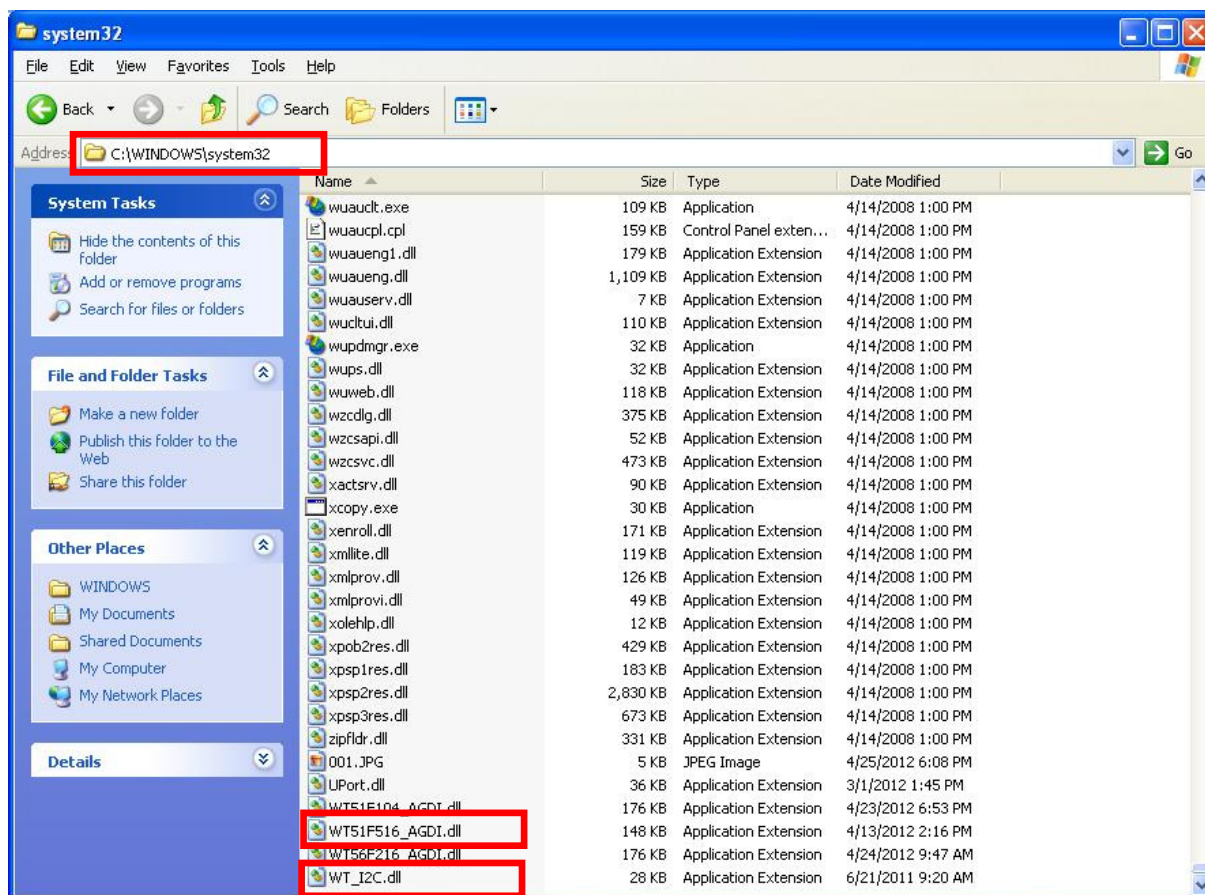 system32
File Edit View Favorites Tools Help
Back Search Folders
Address C:\WINDOWS\system32 Go
System Tasks
Hide the contents of this
folder
Add or remove programs
Search for files or folders
File and Folder Tasks
Make a new folder
Publish this folder to the
Web
Share this folder
Other Places
WINDOWS
My Documents
Shared Documents
My Computer
My Network Places
Details
Name Size Type Date Modified
wuauclt.exe 109 KB Application 4/14/2008 1:00 PM
wuaucpl.cpl 159 KB Control Panel exten... 4/14/2008 1:00 PM
wuaueng1.dll 179 KB Application Extension 4/14/2008 1:00 PM
wuaueng.dll 1,109 KB Application Extension 4/14/2008 1:00 PM
wuauserv.dll 7 KB Application Extension 4/14/2008 1:00 PM
wucltui.dll 110 KB Application Extension 4/14/2008 1:00 PM
wupdmgr.exe 32 KB Application 4/14/2008 1:00 PM
wups.dll 32 KB Application Extension 4/14/2008 1:00 PM
wuweb.dll 118 KB Application Extension 4/14/2008 1:00 PM
wzcdlg.dll 375 KB Application Extension 4/14/2008 1:00 PM
wzcsapi.dll 52 KB Application Extension 4/14/2008 1:00 PM
wzcsvc.dll 473 KB Application Extension 4/14/2008 1:00 PM
xactsrv.dll 90 KB Application Extension 4/14/2008 1:00 PM
xcopy.exe 30 KB Application 4/14/2008 1:00 PM
xenroll.dll 171 KB Application Extension 4/14/2008 1:00 PM
xmllite.dll 119 KB Application Extension 4/14/2008 1:00 PM
xmlprov.dll 126 KB Application Extension 4/14/2008 1:00 PM
xmlprovi.dll 49 KB Application Extension 4/14/2008 1:00 PM
xolehlp.dll 12 KB Application Extension 4/14/2008 1:00 PM
xpob2res.dll 429 KB Application Extension 4/14/2008 1:00 PM
xpsp1res.dll 183 KB Application Extension 4/14/2008 1:00 PM
xpsp2res.dll 2,830 KB Application Extension 4/14/2008 1:00 PM
xpsp3res.dll 673 KB Application Extension 4/14/2008 1:00 PM
zipfldr.dll 331 KB Application Extension 4/14/2008 1:00 PM
001.JPG 5 KB JPEG Image 4/25/2012 6:08 PM
UPort.dll 36 KB Application Extension 3/1/2012 1:45 PM
WT51F104_AGDI.dll 176 KB Application Extension 4/23/2012 6:53 PM
WT51F516_AGDI.dll 148 KB Application Extension 4/13/2012 2:16 PM
WT56F216_AGDI.dll 176 KB Application Extension 4/24/2012 9:47 AM
WT_I2C.dll 28 KB Application Extension 6/21/2011 9:20 AM